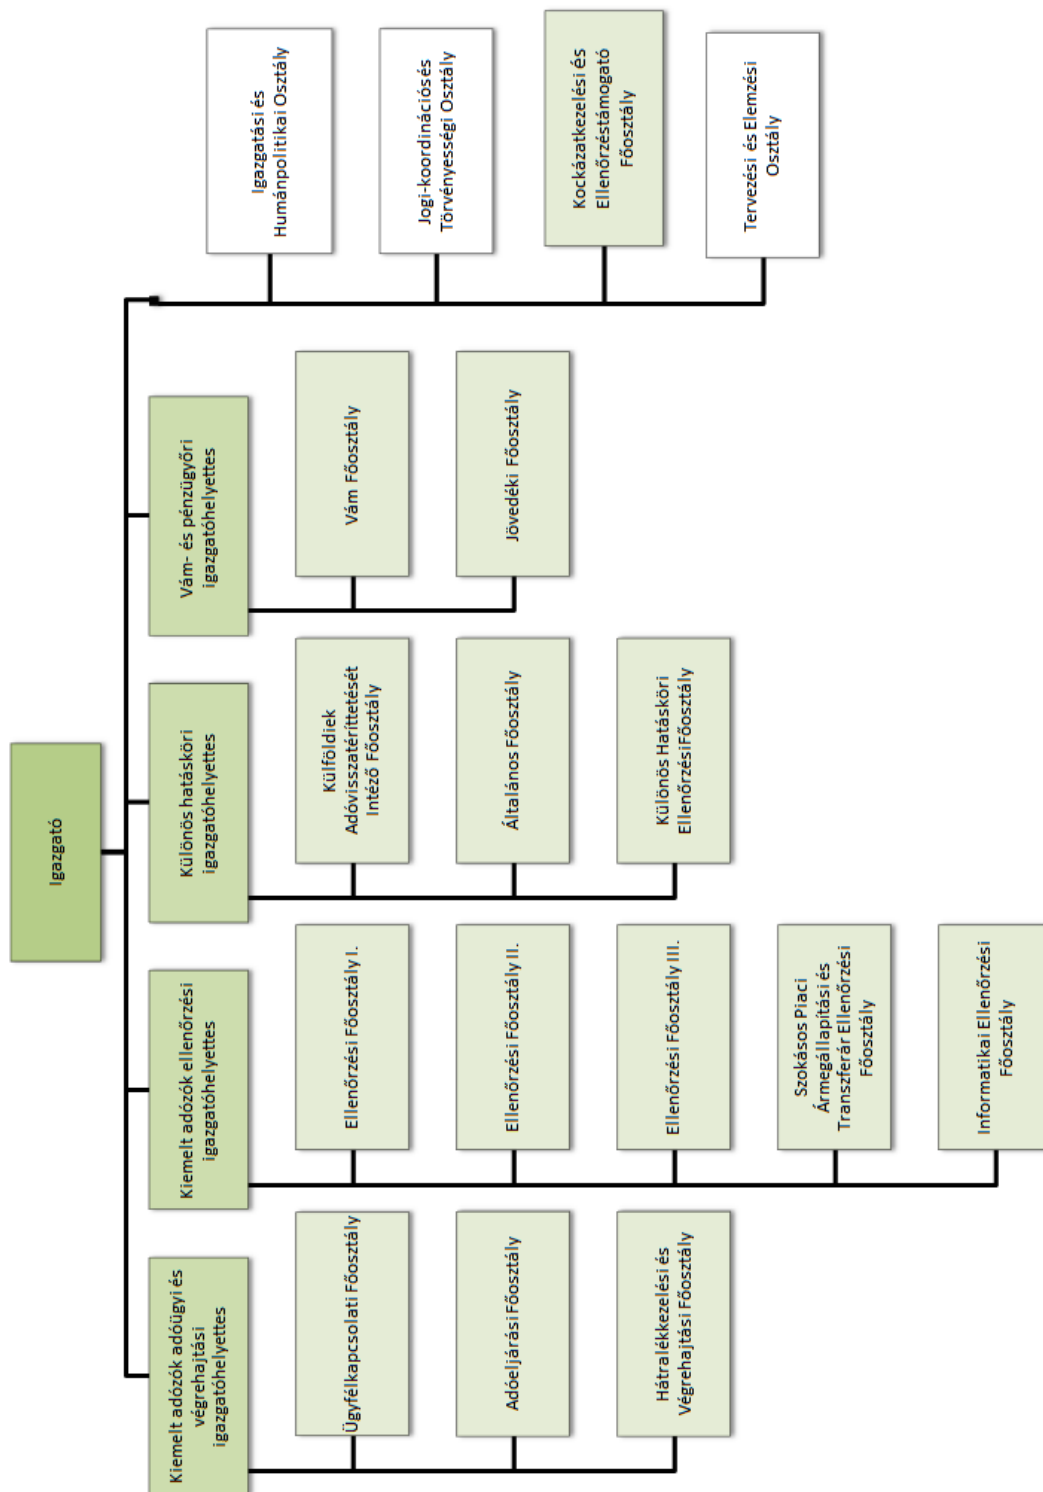 Igazgató
Kiemelt adózók adóügyi és
végrehajtási
igazgatóhelyettes
Ügyfélkapcsolati Főosztály
Adóeljárási Főosztály
Hátralékkezelési és
Végrehajtási Főosztály
Kiemelt adózók ellenőrzési
igazgatóhelyettes
Ellenőrzési Főosztály I.
Ellenőrzési Főosztály II.
Ellenőrzési Főosztály III.
Szokásos Piaci
Ármegállapítási és
Transzferár Ellenőrzési
Főosztály
Informatikai Ellenőrzési
Főosztály
Különös hatásköri
igazgatóhelyettes
Külföldiek
Adóvisszatéríttetését
Intéző Főosztály
Általános Főosztály
Különös Hatásköri
Ellenőrzési Főosztály
Vám- és pénzügyőri
igazgatóhelyettes
Vám Főosztály
Jövedéki Főosztály
Igazgatási és
Humánpolitikai Osztály
Jogi-koordinációs és
Törvényességi Osztály
Kockázatkezelési és
Ellenőrzéstámogató
Főosztály
Tervezési és Elemzési
Osztály